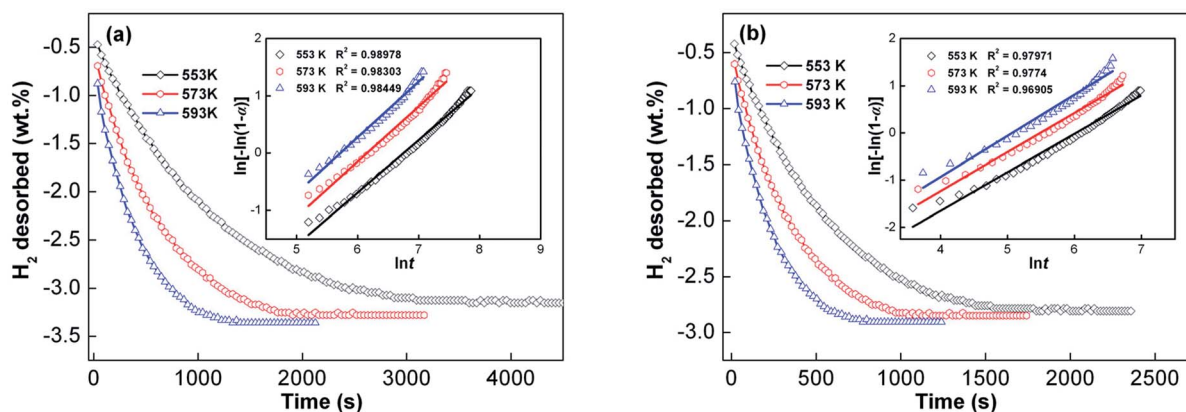 (a)
553K
573K
593K
553 K R² = 0.98978
573 K R² = 0.98303
593 K R² = 0.98449
ln[-ln(1-α)]
2
1
0
-1
5
6
7
8
9
lnt
H₂ desorbed (wt.%)
-0.5
-1.0
-1.5
-2.0
-2.5
-3.0
-3.5
0
1000
2000
3000
4000
Time (s)
(b)
553 K
573 K
593 K
553 K R² = 0.97971
573 K R² = 0.9774
593 K R² = 0.96905
ln[-ln(1-α)]
2
1
0
-1
-2
4
5
6
7
lnt
H₂ desorbed (wt.%)
-0.5
-1.0
-1.5
-2.0
-2.5
-3.0
0
500
1000
1500
2000
2500
Time (s)